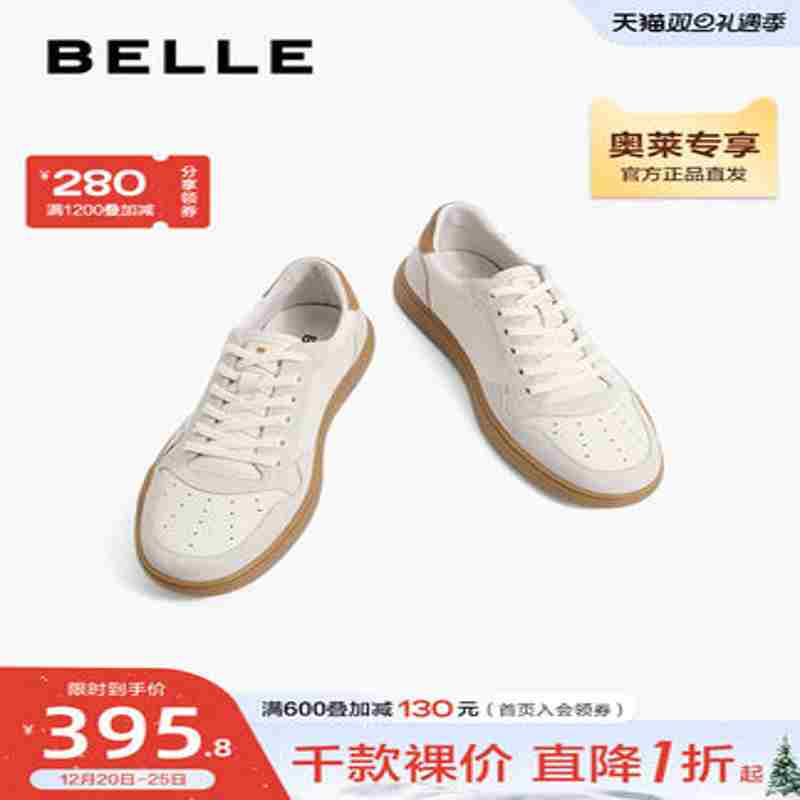 天猫双旦礼遇季
BELLE
奥莱专享
官方正品直发
¥280
满1200叠加减
分享领券
限时到手价
¥395.8
12月20日-25日
满600叠加减130元（首页入会领券）
千款裸价 直降1折起